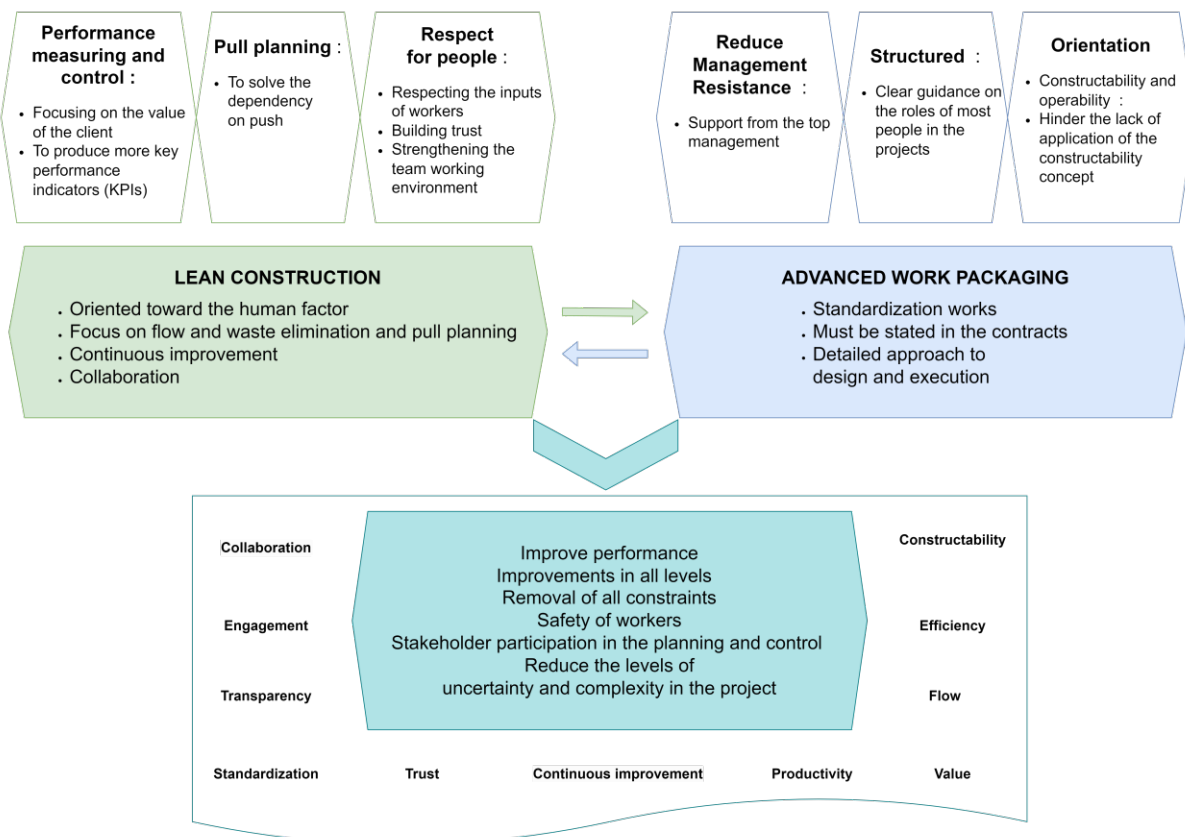 Performance
measuring and
control :
• Focusing on the value
of the client
• To produce more key
performance
indicators (KPIs)
Pull planning :
• To solve the
dependency
on push
Respect
for people :
• Respecting the inputs
of workers
• Building trust
• Strengthening the
team working
environment
Reduce
Management
Resistance :
• Support from the top
management
Structured :
• Clear guidance on
the roles of most
people in the
projects
Orientation
• Constructability and
operability :
• Hinder the lack of
application of the
constructability
concept
LEAN CONSTRUCTION
• Oriented toward the human factor
• Focus on flow and waste elimination and pull planning
• Continuous improvement
• Collaboration
ADVANCED WORK PACKAGING
• Standardization works
• Must be stated in the contracts
• Detailed approach to
design and execution
Collaboration
Engagement
Transparency
Improve performance
Improvements in all levels
Removal of all constraints
Safety of workers
Stakeholder participation in the planning and control
Reduce the levels of
uncertainty and complexity in the project
Constructability
Efficiency
Flow
Standardization
Trust
Continuous improvement
Productivity
Value